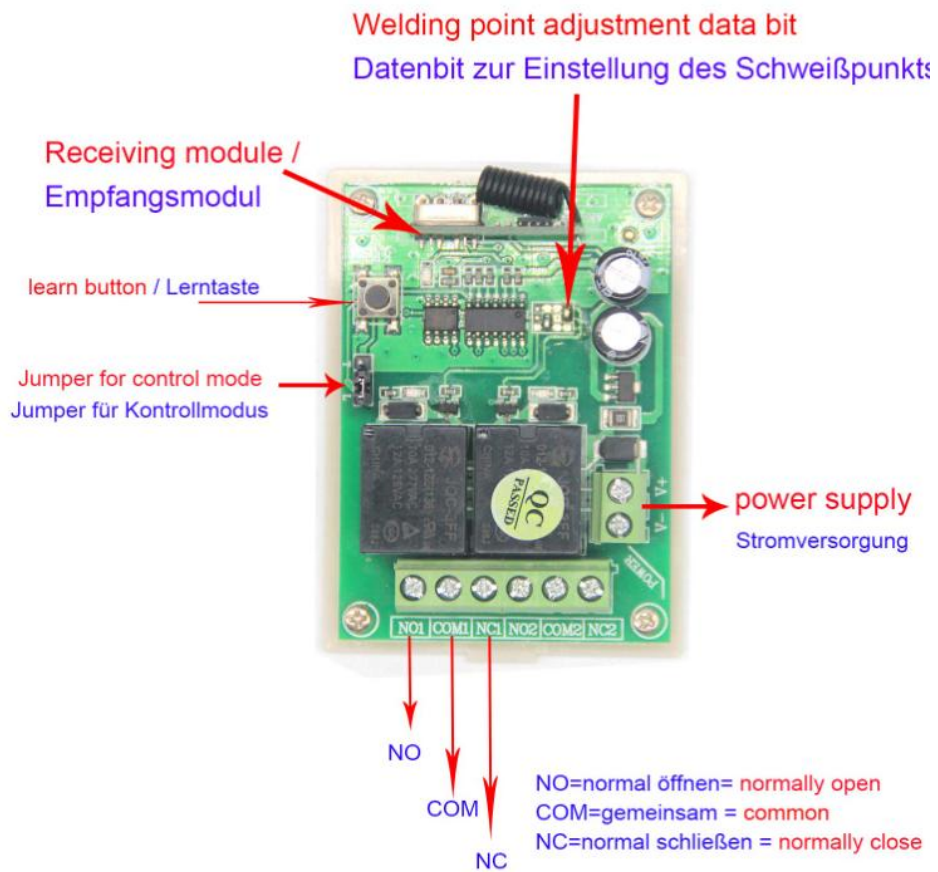 Welding point adjustment data bit
Datenbit zur Einstellung des Schweißpunkts
Receiving module /
Empfangsmodul
learn button / Lerntaste
Jumper for control mode
Jumper für Kontrollmodus
QC
PASSED
V+
V-
POWER
power supply
Stromversorgung
NO1 COM1 NC1 NO2 COM2 NC2
NO
COM
NC
NO=normal öffnen= normally open
COM=gemeinsam = common
NC=normal schließen = normally close